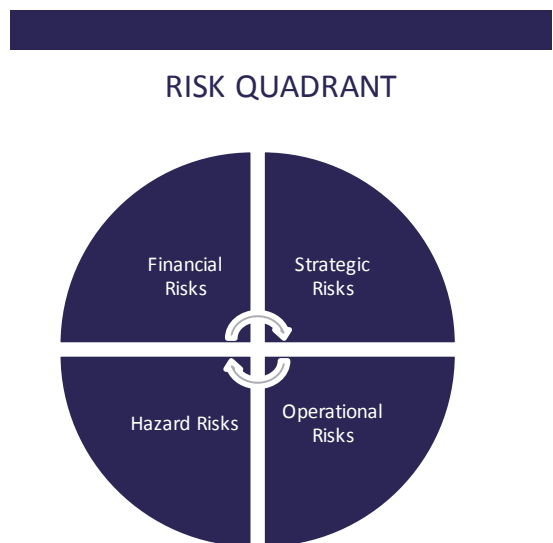 RISK QUADRANT
Financial
Risks
Strategic
Risks
Hazard Risks
Operational
Risks